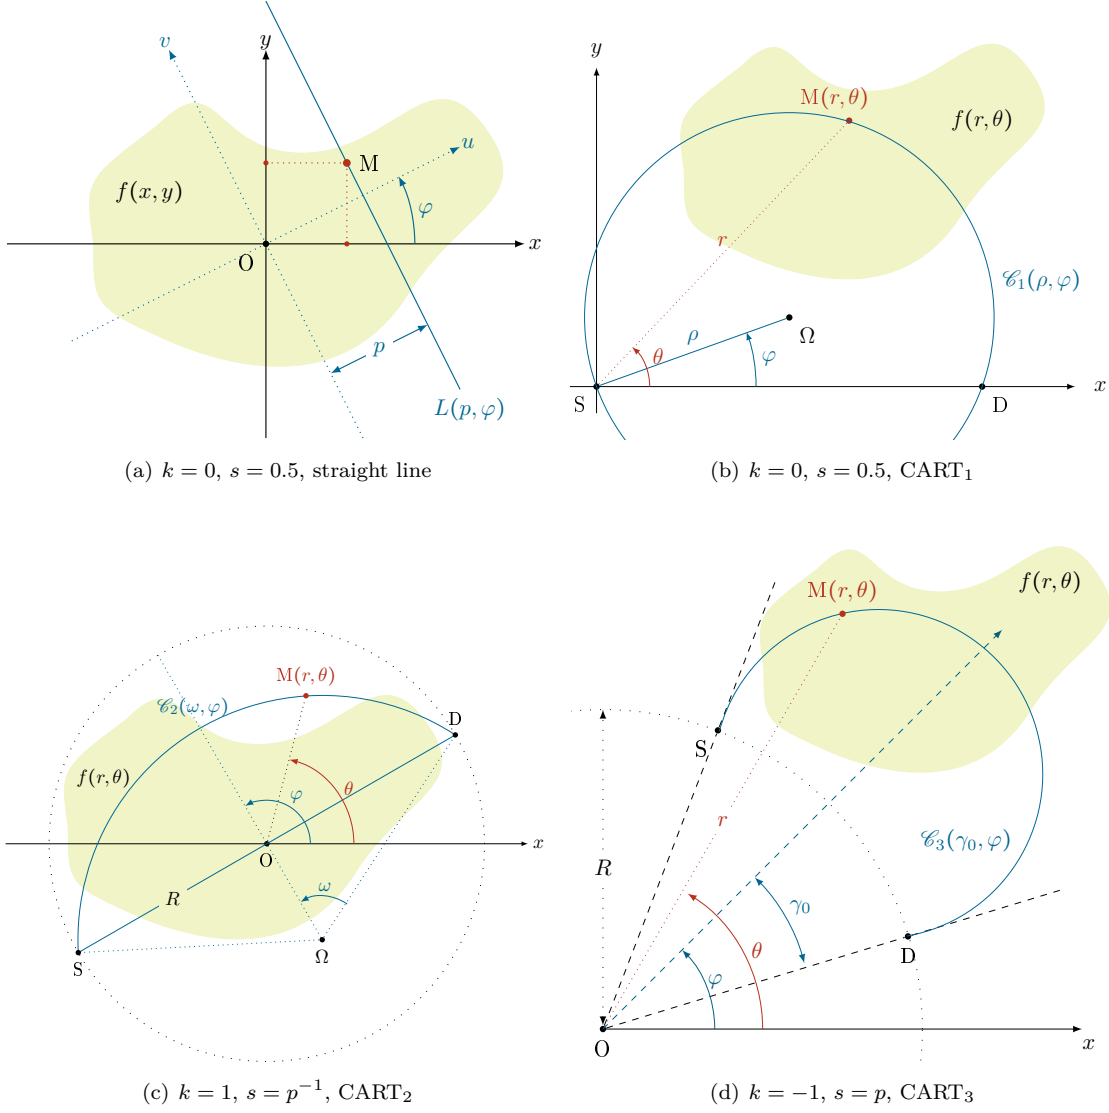 y
v
u
M
f(x, y)
φ
x
O
p
L(p, φ)
(a) k = 0, s = 0.5, straight line
y
M(r, θ)
f(r, θ)
r
𝒞₁(ρ, φ)
ρ
Ω
θ
φ
S
D
x
(b) k = 0, s = 0.5, CART₁
M(r, θ)
𝒞₂(ω, φ)
D
f(r, θ)
θ
φ
x
O
ω
R
S
Ω
(c) k = 1, s = p⁻¹, CART₂
f(r, θ)
M(r, θ)
S
r
𝒞₃(γ₀, φ)
R
γ₀
θ
φ
D
O
x
(d) k = −1, s = p, CART₃